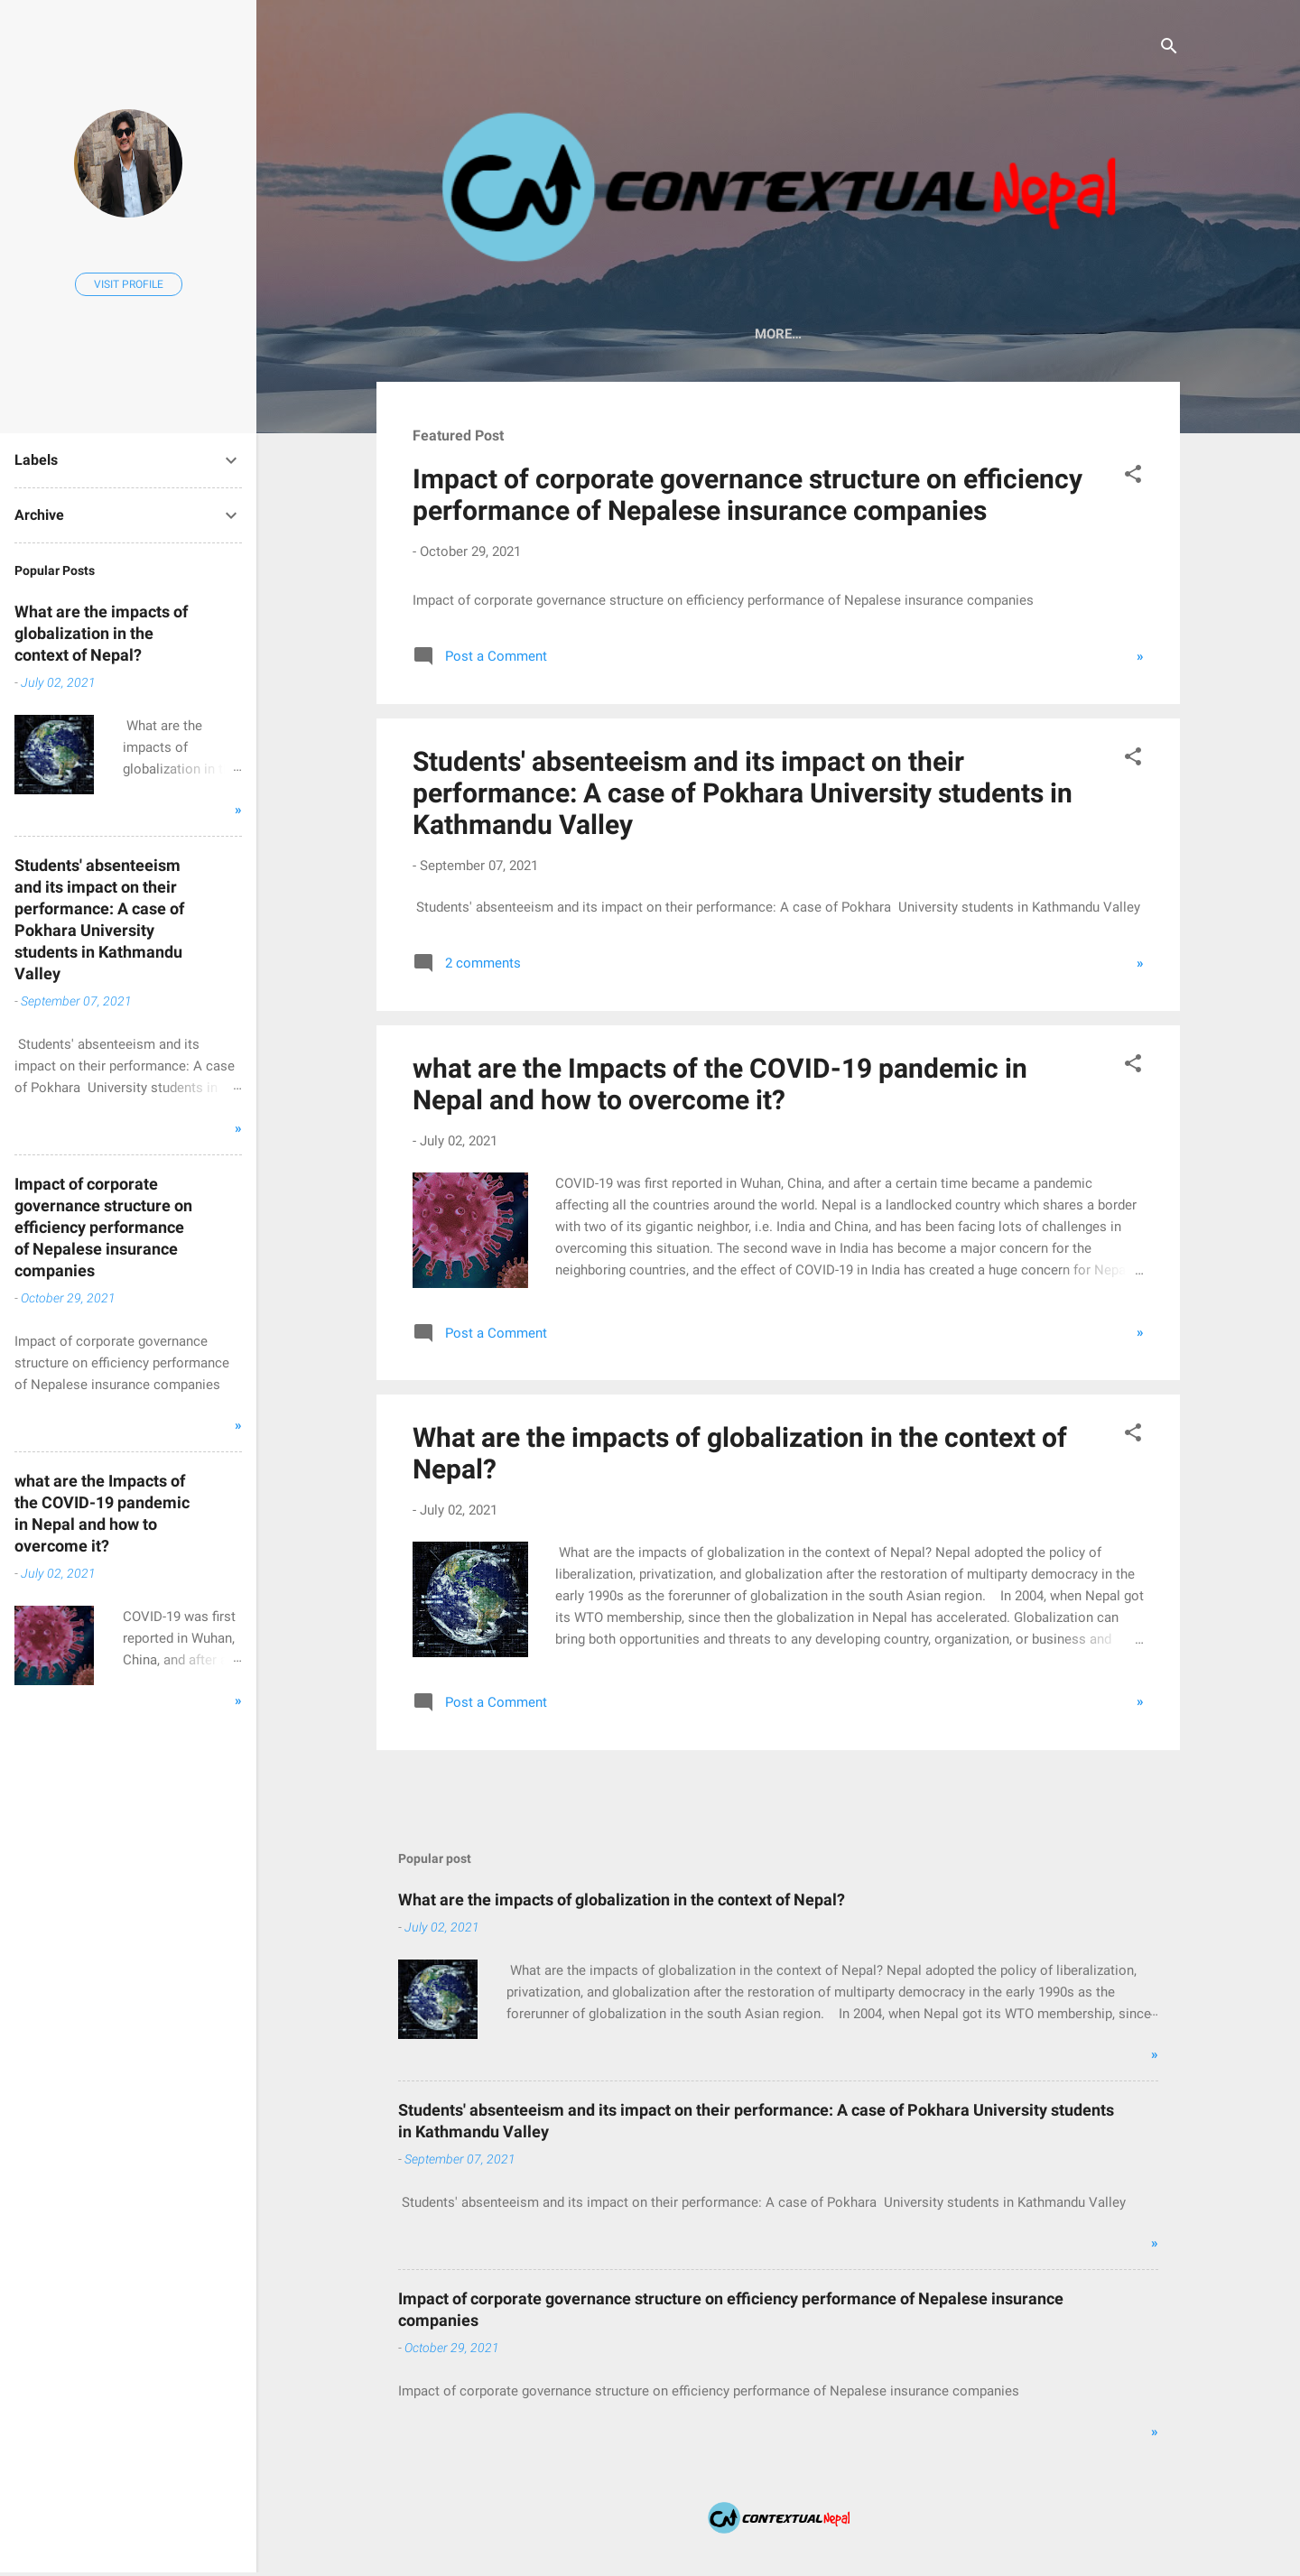 VISIT PROFILE
Labels
Archive
Popular Posts
What are the impacts of
globalization in the
context of Nepal?
- July 02, 2021
What are the
impacts of
globalization in
»
Students' absenteeism
and its impact on their
performance: A case of
Pokhara University
students in Kathmandu
Valley
- September 07, 2021
Students' absenteeism and its
impact on their performance: A case
of Pokhara University students in
»
Impact of corporate
governance structure on
efficiency performance
of Nepalese insurance
companies
- October 29, 2021
Impact of corporate governance
structure on efficiency performance
of Nepalese insurance companies
»
what are the Impacts of
the COVID-19 pandemic
in Nepal and how to
overcome it?
- July 02, 2021
COVID-19 was first
reported in Wuhan,
China, and after
»
CN CONTEXTUAL Nepal
MORE...
Featured Post
Impact of corporate governance structure on efficiency
performance of Nepalese insurance companies
- October 29, 2021
Impact of corporate governance structure on efficiency performance of Nepalese insurance companies
Post a Comment »
Students' absenteeism and its impact on their
performance: A case of Pokhara University students in
Kathmandu Valley
- September 07, 2021
Students' absenteeism and its impact on their performance: A case of Pokhara University students in Kathmandu Valley
2 comments »
what are the Impacts of the COVID-19 pandemic in
Nepal and how to overcome it?
- July 02, 2021
COVID-19 was first reported in Wuhan, China, and after a certain time became a pandemic
affecting all the countries around the world. Nepal is a landlocked country which shares a border
with two of its gigantic neighbor, i.e. India and China, and has been facing lots of challenges in
overcoming this situation. The second wave in India has become a major concern for the
neighboring countries, and the effect of COVID-19 in India has created a huge concern for Nepal ...
Post a Comment »
What are the impacts of globalization in the context of
Nepal?
- July 02, 2021
What are the impacts of globalization in the context of Nepal? Nepal adopted the policy of
liberalization, privatization, and globalization after the restoration of multiparty democracy in the
early 1990s as the forerunner of globalization in the south Asian region. In 2004, when Nepal got
its WTO membership, since then the globalization in Nepal has accelerated. Globalization can
bring both opportunities and threats to any developing country, organization, or business and ...
Post a Comment »
Popular post
What are the impacts of globalization in the context of Nepal?
- July 02, 2021
What are the impacts of globalization in the context of Nepal? Nepal adopted the policy of liberalization,
privatization, and globalization after the restoration of multiparty democracy in the early 1990s as the
forerunner of globalization in the south Asian region. In 2004, when Nepal got its WTO membership, since ...
»
Students' absenteeism and its impact on their performance: A case of Pokhara University students
in Kathmandu Valley
- September 07, 2021
Students' absenteeism and its impact on their performance: A case of Pokhara University students in Kathmandu Valley
»
Impact of corporate governance structure on efficiency performance of Nepalese insurance
companies
- October 29, 2021
Impact of corporate governance structure on efficiency performance of Nepalese insurance companies
»
CN CONTEXTUAL Nepal